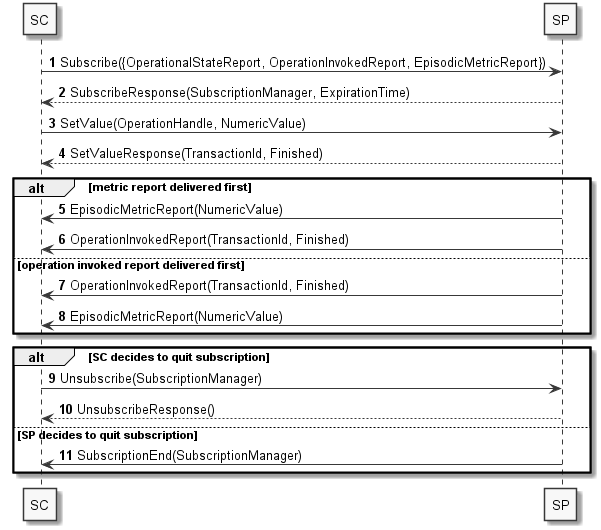 SC SP
1 Subscribe({OperationalStateReport, OperationInvokedReport, EpisodicMetricReport})
2 SubscribeResponse(SubscriptionManager, ExpirationTime)
3 SetValue(OperationHandle, NumericValue)
4 SetValueResponse(TransactionId, Finished)
alt [metric report delivered first]
5 EpisodicMetricReport(NumericValue)
6 OperationInvokedReport(TransactionId, Finished)
[operation invoked report delivered first]
7 OperationInvokedReport(TransactionId, Finished)
8 EpisodicMetricReport(NumericValue)
alt [SC decides to quit subscription]
9 Unsubscribe(SubscriptionManager)
10 UnsubscribeResponse()
[SP decides to quit subscription]
11 SubscriptionEnd(SubscriptionManager)
SC SP